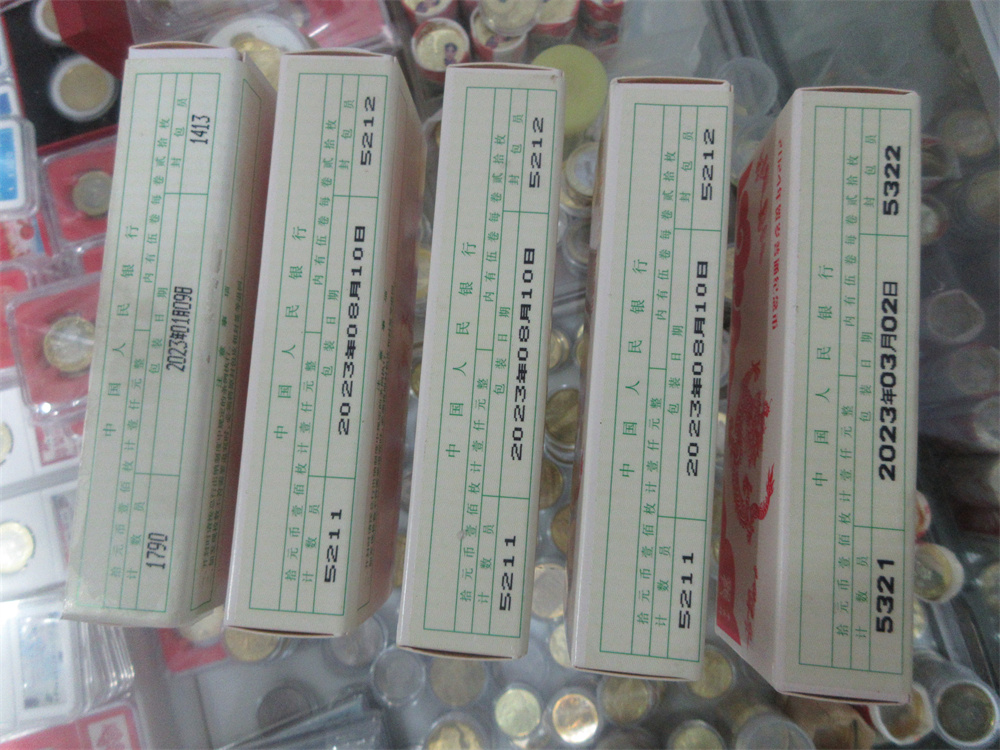 中国人民银行
拾元币壹佰枚计壹仟元整 内有伍卷每卷贰拾枚
计数员 包装日期 封包员
1790 2023年01月09日 1413
中国人民银行
拾元币壹佰枚计壹仟元整 内有伍卷每卷贰拾枚
计数员 包装日期 封包员
5211 2023年08月10日 5212
中国人民银行
拾元币壹佰枚计壹仟元整 内有伍卷每卷贰拾枚
计数员 包装日期 封包员
5211 2023年08月10日 5212
中国人民银行
拾元币壹佰枚计壹仟元整 内有伍卷每卷贰拾枚
计数员 包装日期 封包员
5211 2023年08月10日 5212
中国人民银行
拾元币壹佰枚计壹仟元整 内有伍卷每卷贰拾枚
计数员 包装日期 封包员
5321 2023年03月02日 5322